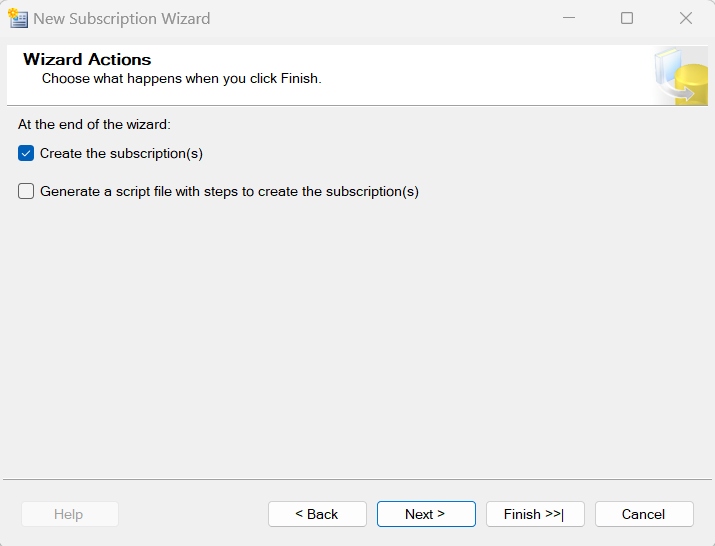 New Subscription Wizard
Wizard Actions
Choose what happens when you click Finish.
At the end of the wizard:
Create the subscription(s)
Generate a script file with steps to create the subscription(s)
Help
< Back
Next >
Finish >>|
Cancel